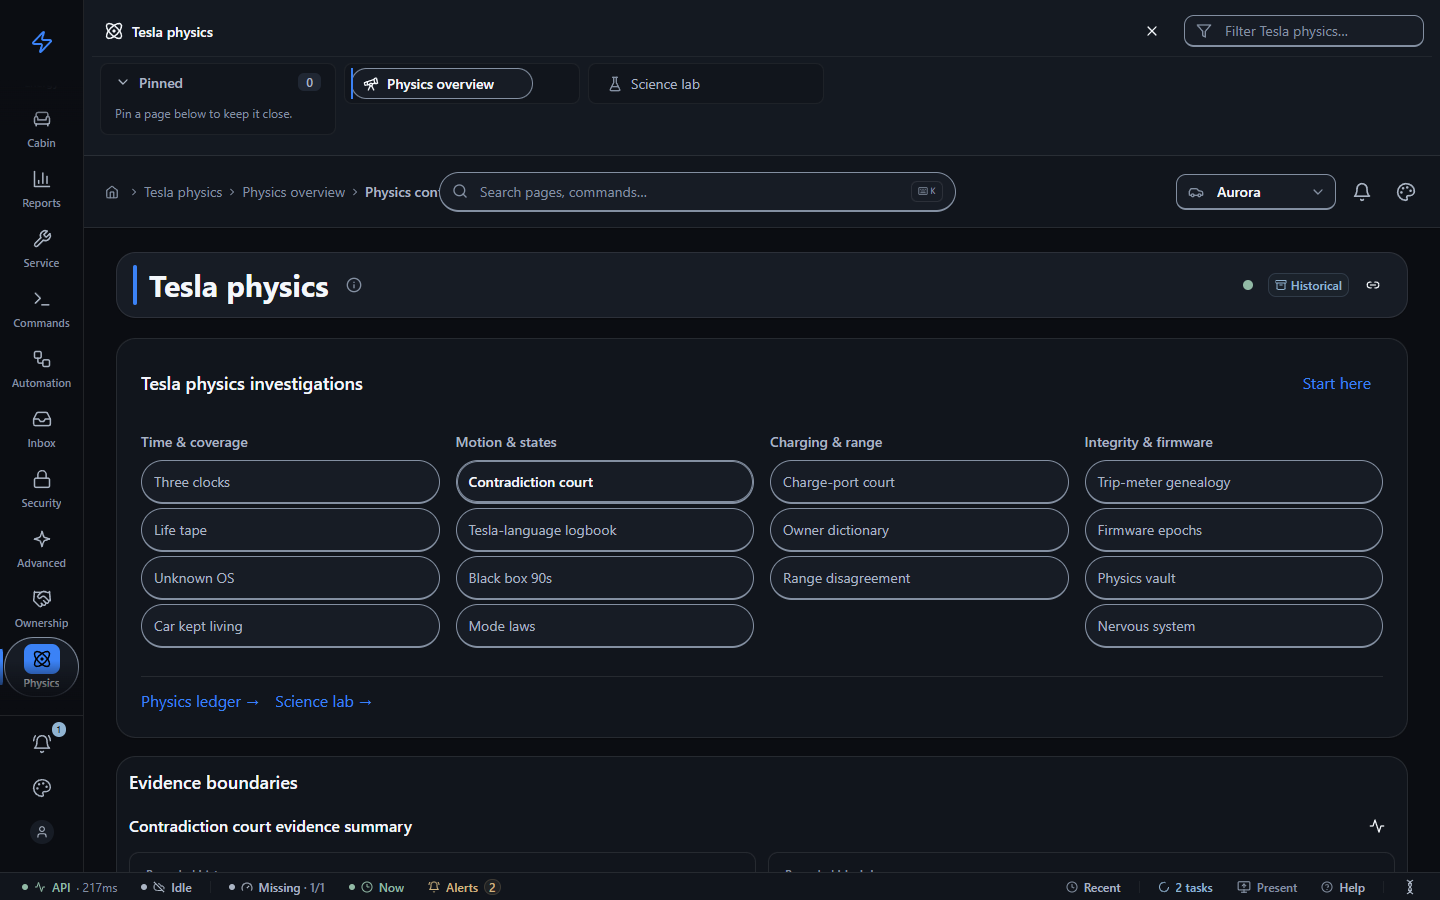 Tesla physics
Filter Tesla physics...
Pinned
0
Pin a page below to keep it close.
Physics overview
Science lab
Cabin
Reports
Service
Commands
Automation
Inbox
Security
Advanced
Ownership
Physics
1
Tesla physics
Physics overview
Physics con
Search pages, commands...
K
Aurora
Tesla physics
Historical
Tesla physics investigations
Start here
Time & coverage
Three clocks
Life tape
Unknown OS
Car kept living
Motion & states
Contradiction court
Tesla-language logbook
Black box 90s
Mode laws
Charging & range
Charge-port court
Owner dictionary
Range disagreement
Integrity & firmware
Trip-meter genealogy
Firmware epochs
Physics vault
Nervous system
Physics ledger →
Science lab →
Evidence boundaries
Contradiction court evidence summary
API · 217ms
Idle
Missing · 1/1
Now
Alerts 2
Recent
2 tasks
Present
Help